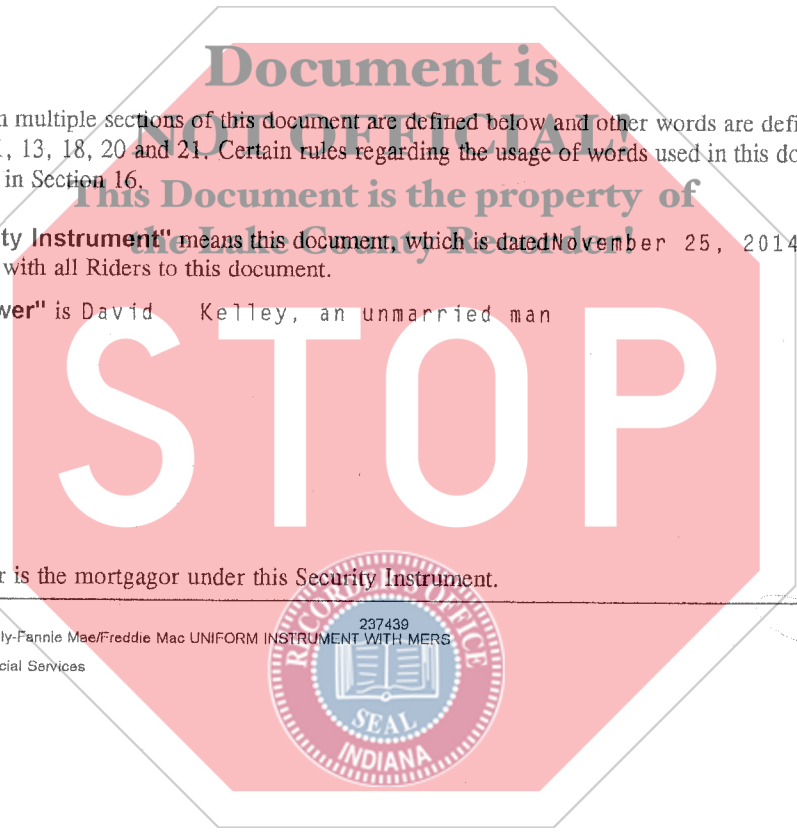 Document is
NOT OFFICIAL!
This Document is the property of
the Lake County Recorder!
n multiple sections of this document are defined below and other words are defi
, 13, 18, 20 and 21. Certain rules regarding the usage of words used in this do
in Section 16.
ty Instrument" means this document, which is dated November 25, 2014
with all Riders to this document.
wer" is David Kelley, an unmarried man
STOP
r is the mortgagor under this Security Instrument.
237439
ly-Fannie Mae/Freddie Mac UNIFORM INSTRUMENT WITH MERS
cial Services
RECORDER'S OFFICE
SEAL
INDIANA